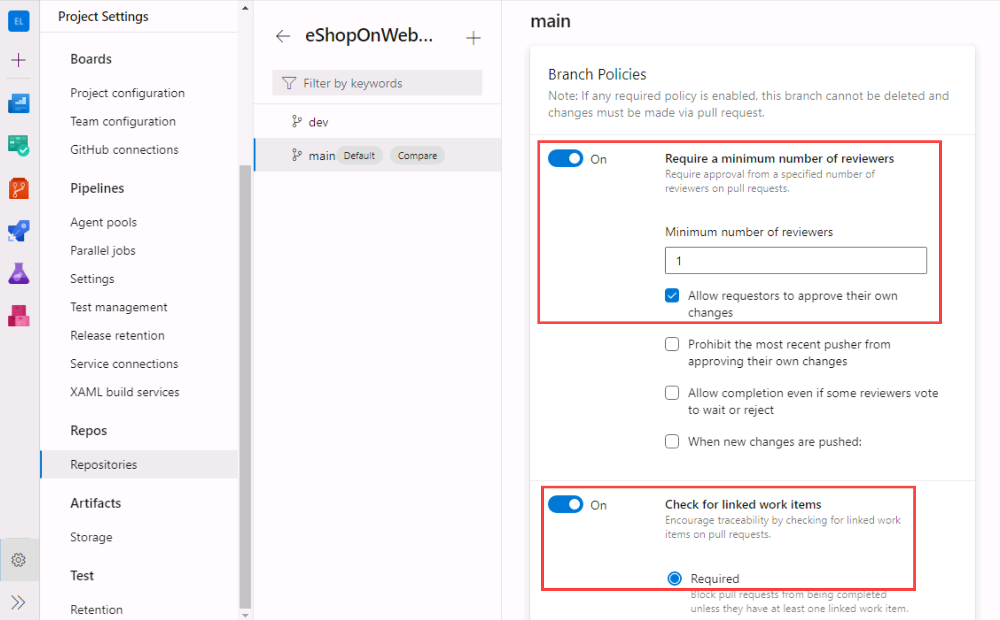 EL
Project Settings
Boards
Project configuration
Team configuration
GitHub connections
Pipelines
Agent pools
Parallel jobs
Settings
Test management
Release retention
Service connections
XAML build services
Repos
Repositories
Artifacts
Storage
Test
Retention
eShopOnWeb...
Filter by keywords
dev
main Default Compare
main
Branch Policies
Note: If any required policy is enabled, this branch cannot be deleted and
changes must be made via pull request.
On
Require a minimum number of reviewers
Require approval from a specified number of
reviewers on pull requests.
Minimum number of reviewers
1
Allow requestors to approve their own
changes
Prohibit the most recent pusher from
approving their own changes
Allow completion even if some reviewers vote
to wait or reject
When new changes are pushed:
On
Check for linked work items
Encourage traceability by checking for linked work
items on pull requests.
Required
Block pull requests from being completed
unless they have at least one linked work item.